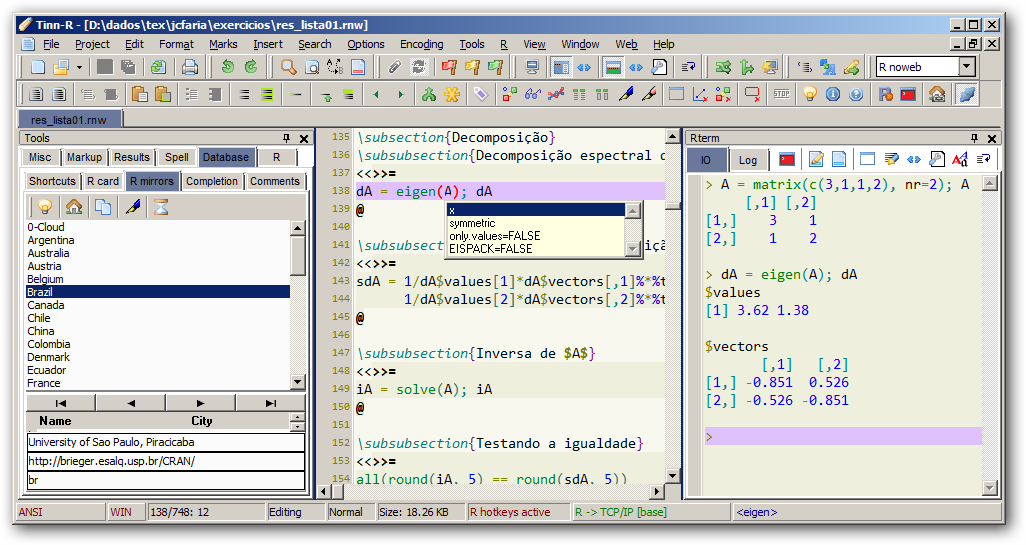 Tinn-R - [D:\dados\tex\jcfaria\exercicios\res_lista01.rnw]
File Project Edit Format Marks Insert Search Options Encoding Tools R View Window Web Help
R noweb
STOP
res_lista01.rnw
Tools
Misc Markup Results Spell Database R
Shortcuts R card R mirrors Completion Comments
0-Cloud
Argentina
Australia
Austria
Belgium
Brazil
Canada
Chile
China
Colombia
Denmark
Ecuador
France
Name City
University of Sao Paulo, Piracicaba
http://brieger.esalq.usp.br/CRAN/
br
135 \subsection{Decomposição}
136 \subsubsection{Decomposição espectral
137 <<>>=
138 dA = eigen(A); dA
139 @
140
141 \subsubs
142 <<>>=
143 sdA = 1/dA$values[1]*dA$vectors[,1]%*%t
144 1/dA$values[2]*dA$vectors[,2]%*%t
145 @
146
147 \subsubsection{Inversa de $A$}
148 <<>>=
149 iA = solve(A); iA
150 @
151
152 \subsubsection{Testando a igualdade}
153 <<>>=
154 all(round(iA, 5) == round(sdA, 5))
x
symmetric
only.values=FALSE
EISPACK=FALSE
Rterm
IO Log
> A = matrix(c(3,1,1,2), nr=2); A
[,1] [,2]
[1,] 3 1
[2,] 1 2
> dA = eigen(A); dA
$values
[1] 3.62 1.38
$vectors
[,1] [,2]
[1,] -0.851 0.526
[2,] -0.526 -0.851
>
ANSI WIN 138/748: 12 Editing Normal Size: 18.26 KB R hotkeys active R -> TCP/IP [base] <eigen>